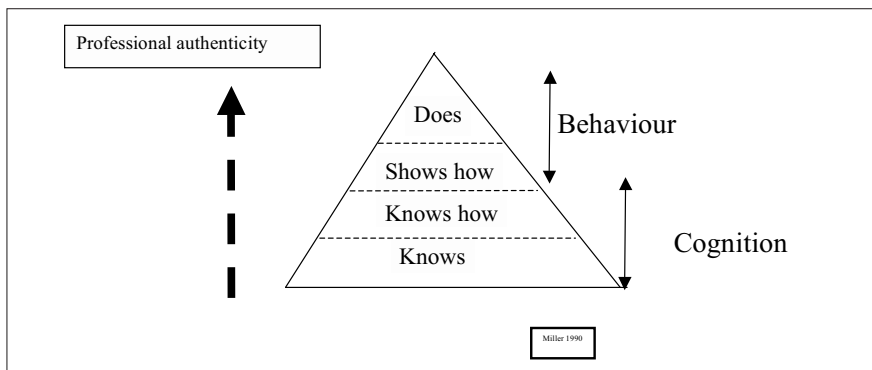 Professional authenticity
Does
Behaviour
Shows how
Knows how
Cognition
Knows
Miller 1990